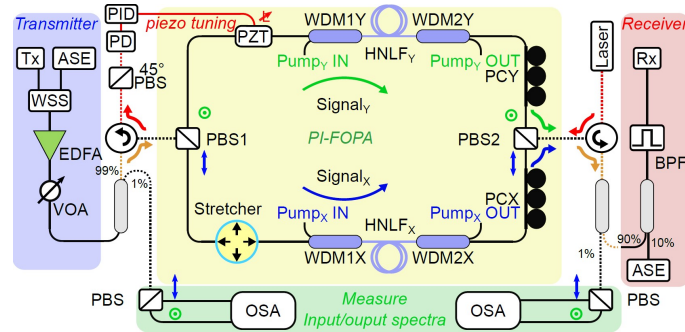 Transmitter
PID
piezo tuning
WDM1Y
WDM2Y
Laser
Receiver
Tx
ASE
PD
PZT
HNLFY
Rx
PumpY IN
PumpY OUT
PCY
WSS
45°
PBS
SignalY
EDFA
PBS1
PI-FOPA
PBS2
BPF
99%
1%
SignalX
VOA
Stretcher
PumpX IN
HNLFX
PumpX OUT
PCX
WDM1X
WDM2X
90%
10%
1%
ASE
PBS
OSA
Measure
Input/ouput spectra
OSA
PBS